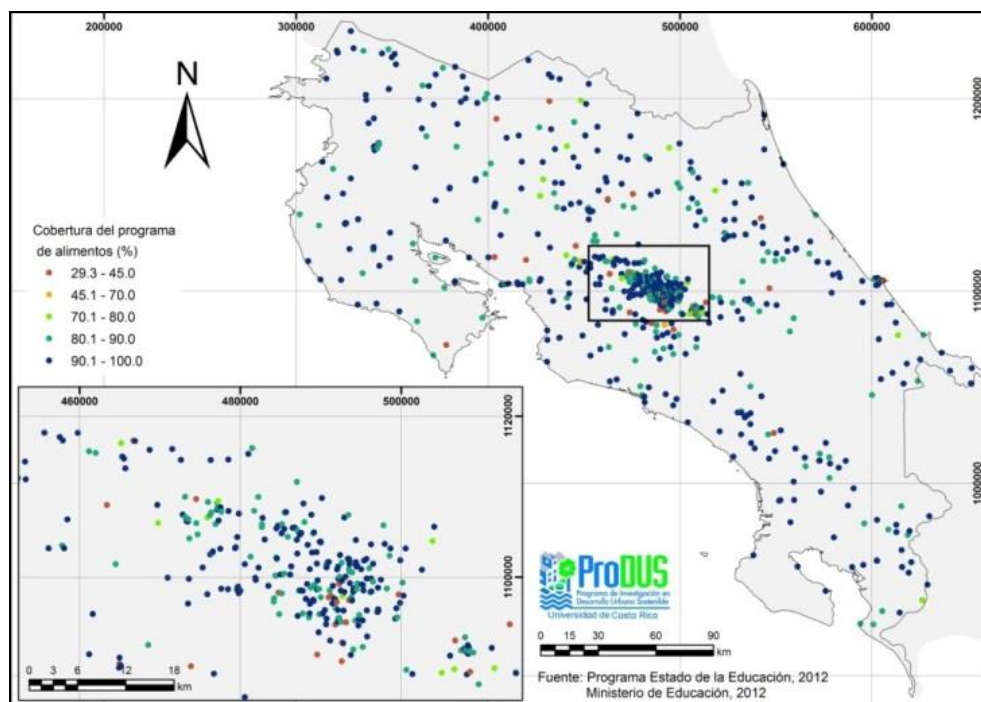 200000 300000 400000 500000 600000
N
1200000
1100000
1000000
Cobertura del programa
de alimentos (%)
29.3 - 45.0
45.1 - 70.0
70.1 - 80.0
80.1 - 90.0
90.1 - 100.0
460000 480000 500000
1120000
1100000
0 3 6 12 18
km
ProDUS
Programa de Investigación en
Desarrollo Urbano Sostenible
Universidad de Costa Rica
0 15 30 60 90
km
Fuente: Programa Estado de la Educación, 2012
Ministerio de Educación, 2012